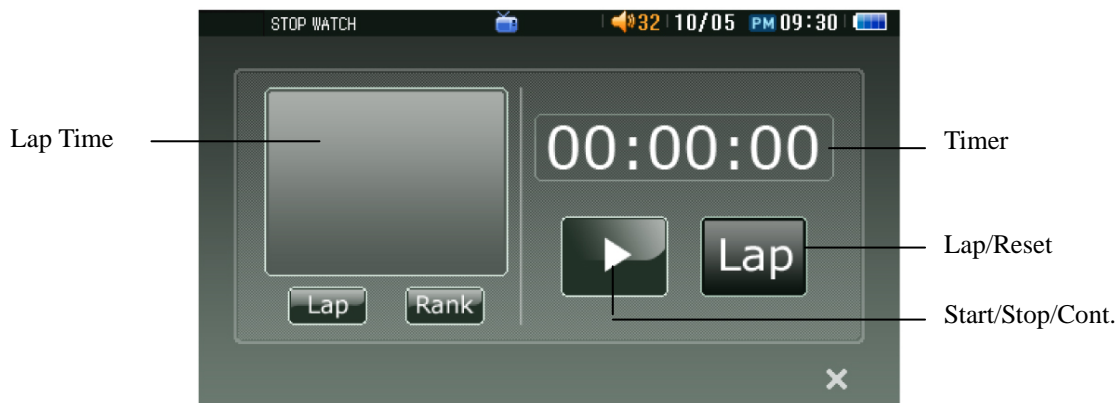 STOP WATCH 32 10/05 PM 09:30
Lap Time
00:00:00
Timer
Lap
Lap/Reset
Lap Rank
Start/Stop/Cont.